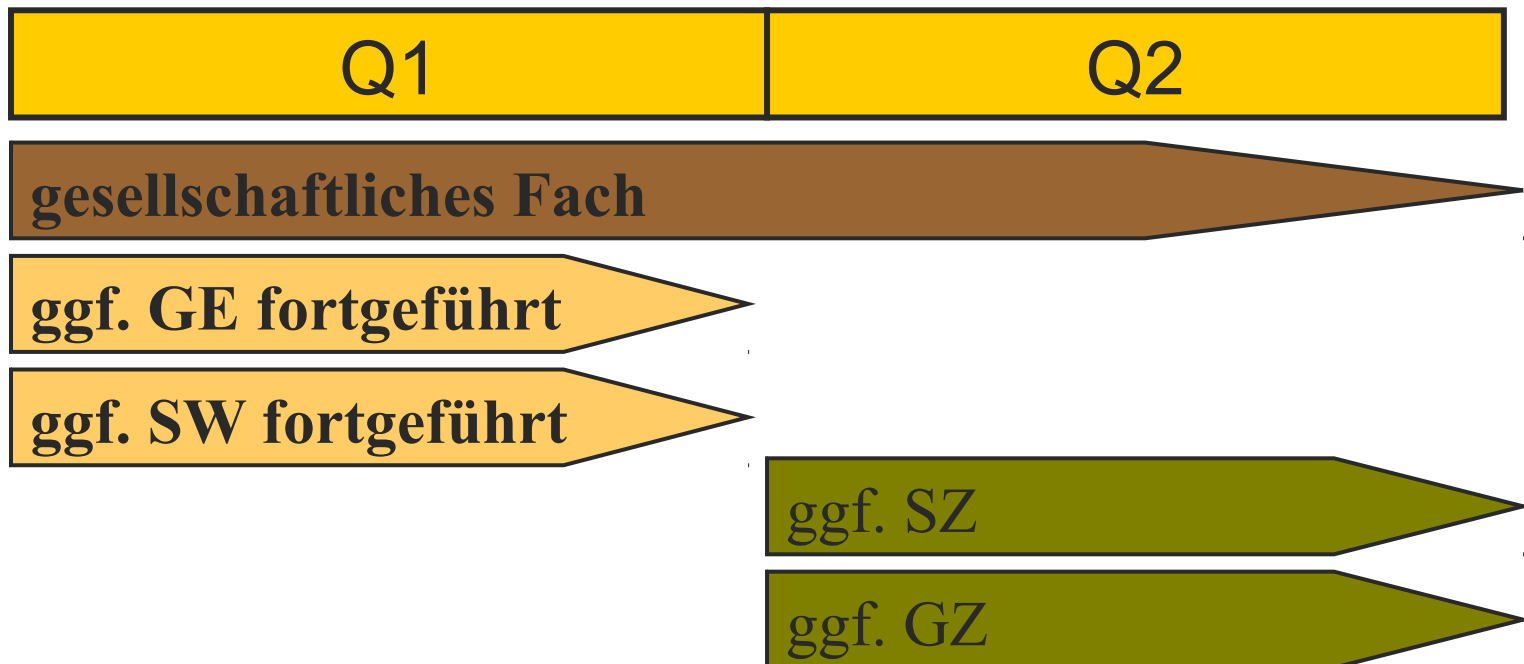 Q1 Q2
gesellschaftliches Fach
ggf. GE fortgeführt
ggf. SW fortgeführt
ggf. SZ
ggf. GZ